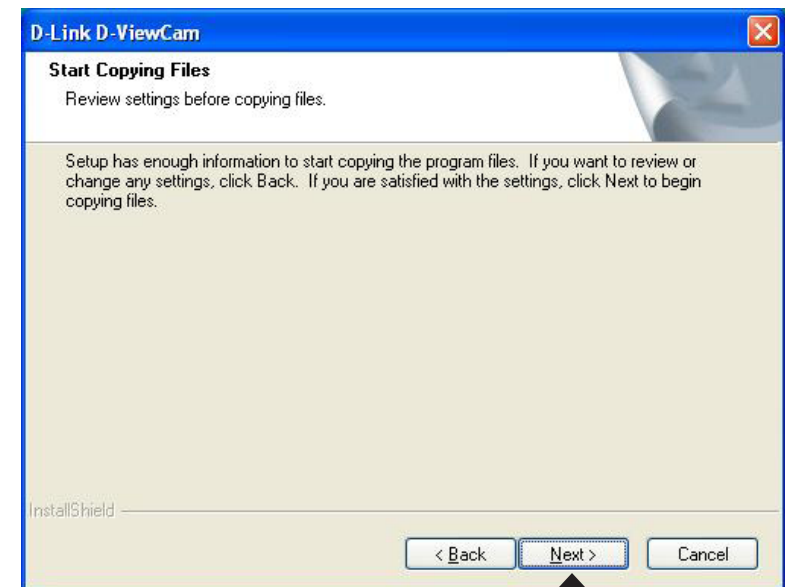 D-Link D-ViewCam
Start Copying Files
Review settings before copying files.
Setup has enough information to start copying the program files.  If you want to review or
change any settings, click Back.  If you are satisfied with the settings, click Next to begin
copying files.
InstallShield
< Back
Next >
Cancel